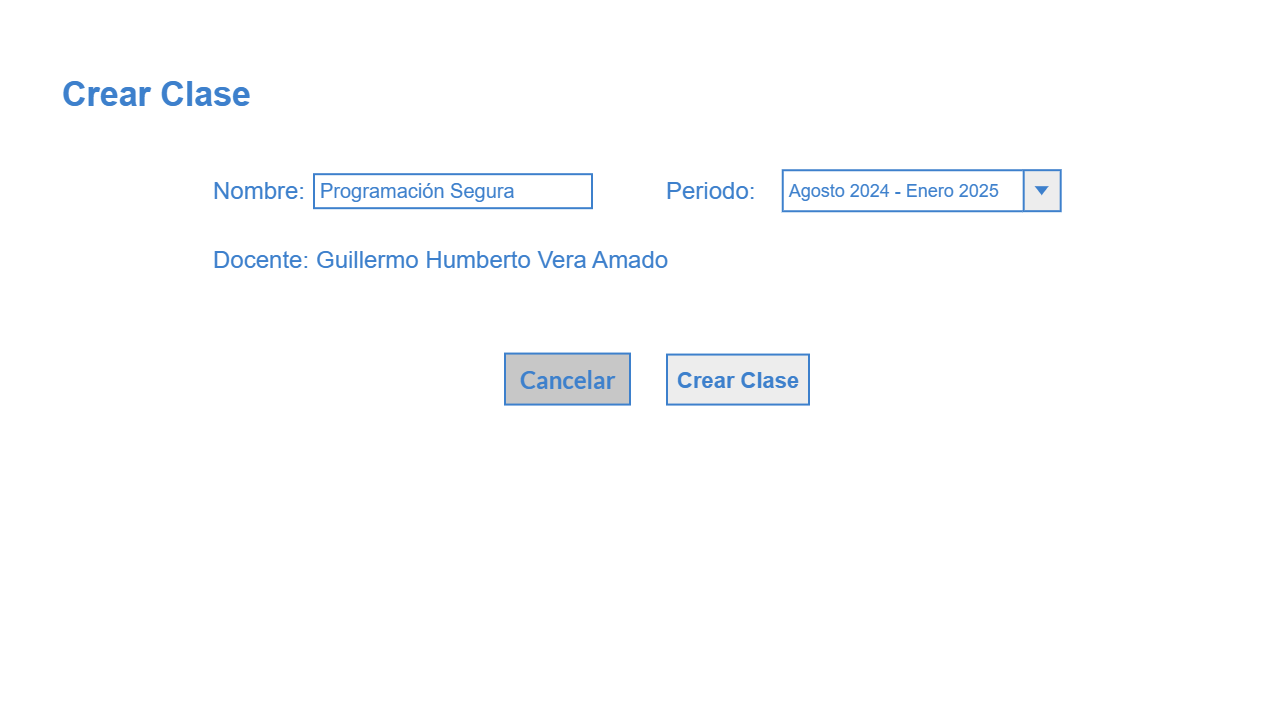 Crear Clase
Nombre: Programación Segura Periodo: Agosto 2024 - Enero 2025
Docente: Guillermo Humberto Vera Amado
Cancelar Crear Clase